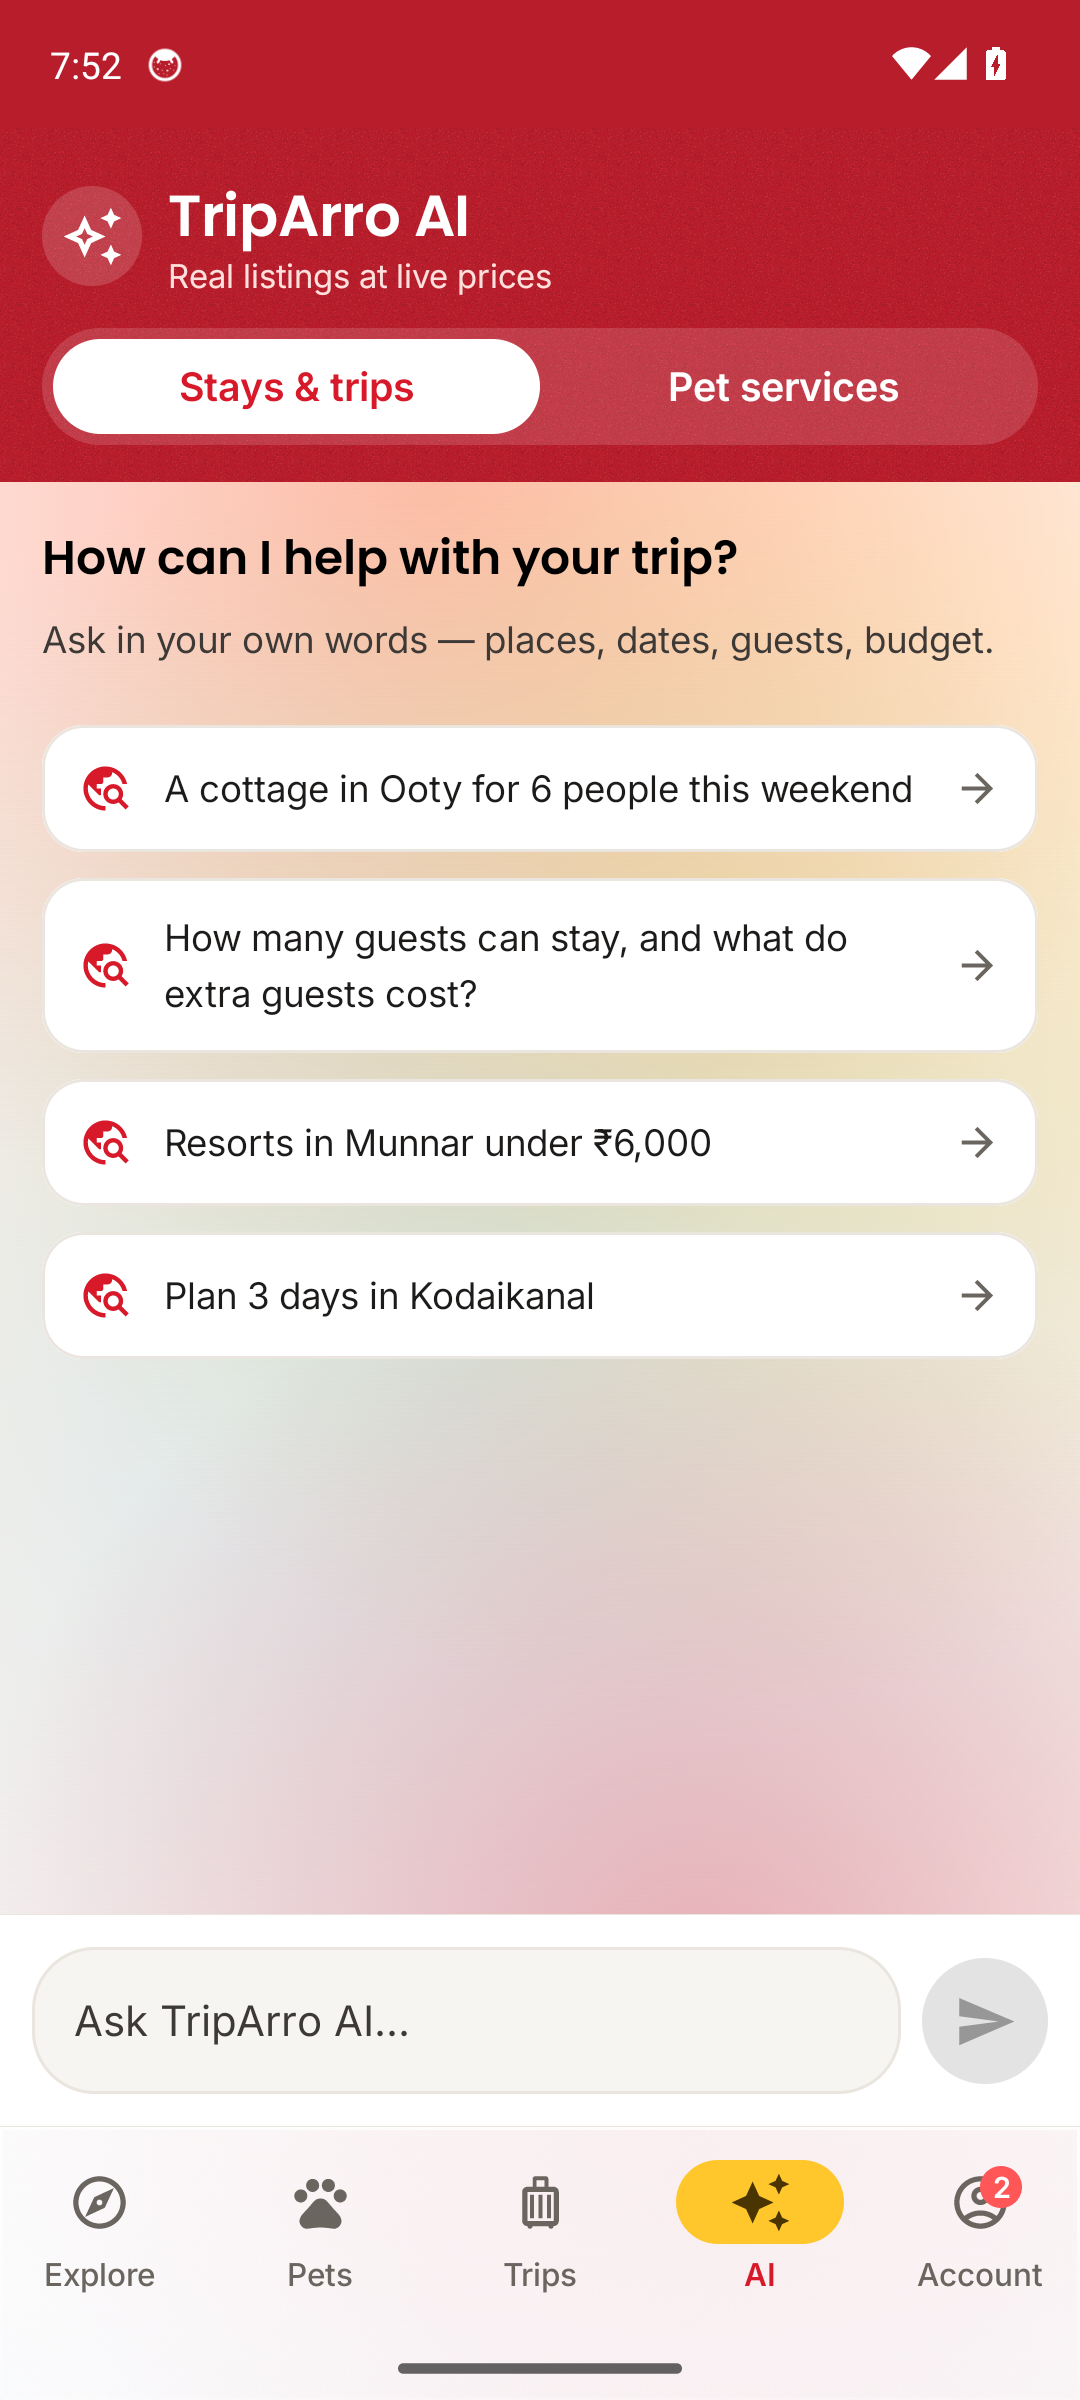 7:52
TripArro AI
Real listings at live prices
Stays & trips
Pet services
How can I help with your trip?
Ask in your own words — places, dates, guests, budget.
A cottage in Ooty for 6 people this weekend
How many guests can stay, and what do
extra guests cost?
Resorts in Munnar under ₹6,000
Plan 3 days in Kodaikanal
Ask TripArro AI...
2
Explore
Pets
Trips
AI
Account